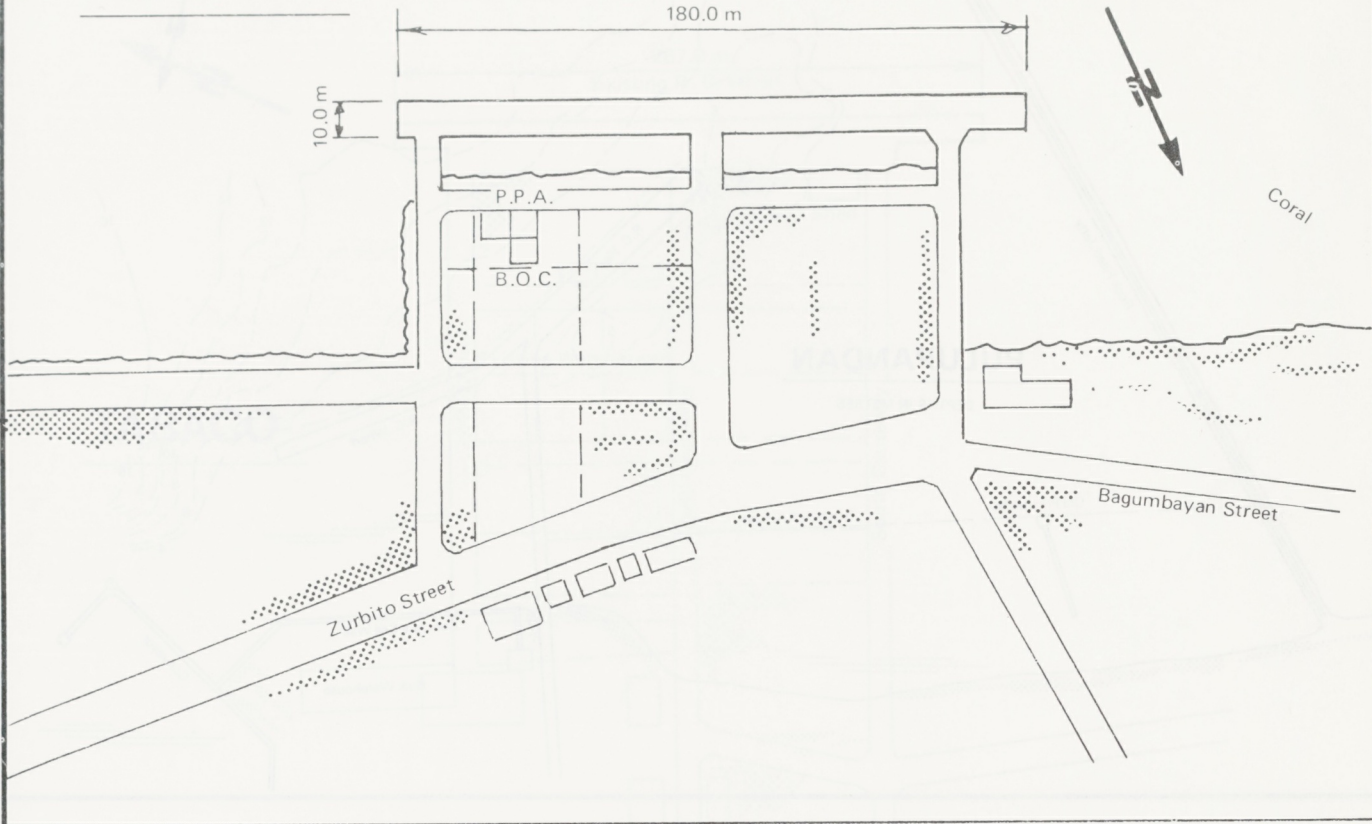 180.0 m
10.0 m
N
Coral
P.P.A.
B.O.C.
Bagumbayan Street
Zurbito Street